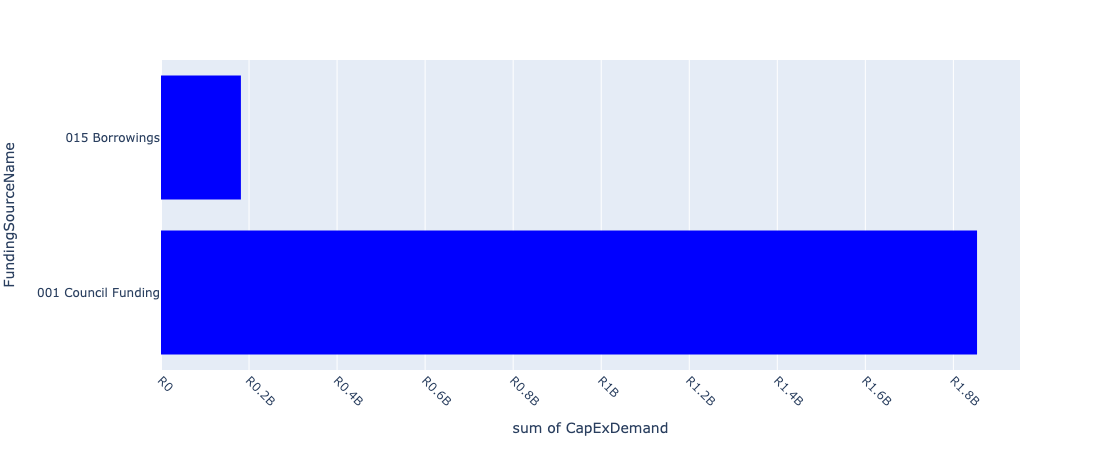 FundingSourceName
015 Borrowings
001 Council Funding
R0
R0.2B
R0.4B
R0.6B
R0.8B
R1B
R1.2B
R1.4B
R1.6B
R1.8B
sum of CapExDemand